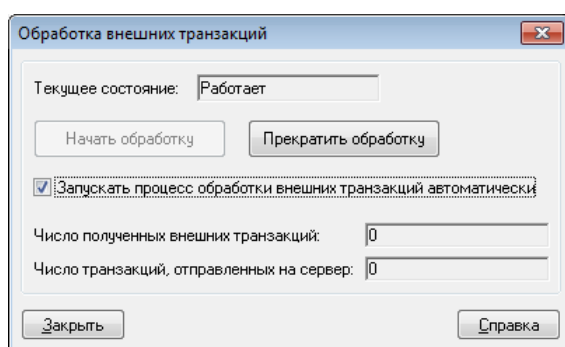 Обработка внешних транзакций
Текущее состояние: Работает
Начать обработку Прекратить обработку
Запускать процесс обработки внешних транзакций автоматически
Число полученных внешних транзакций: 0
Число транзакций, отправленных на сервер: 0
Закрыть Справка